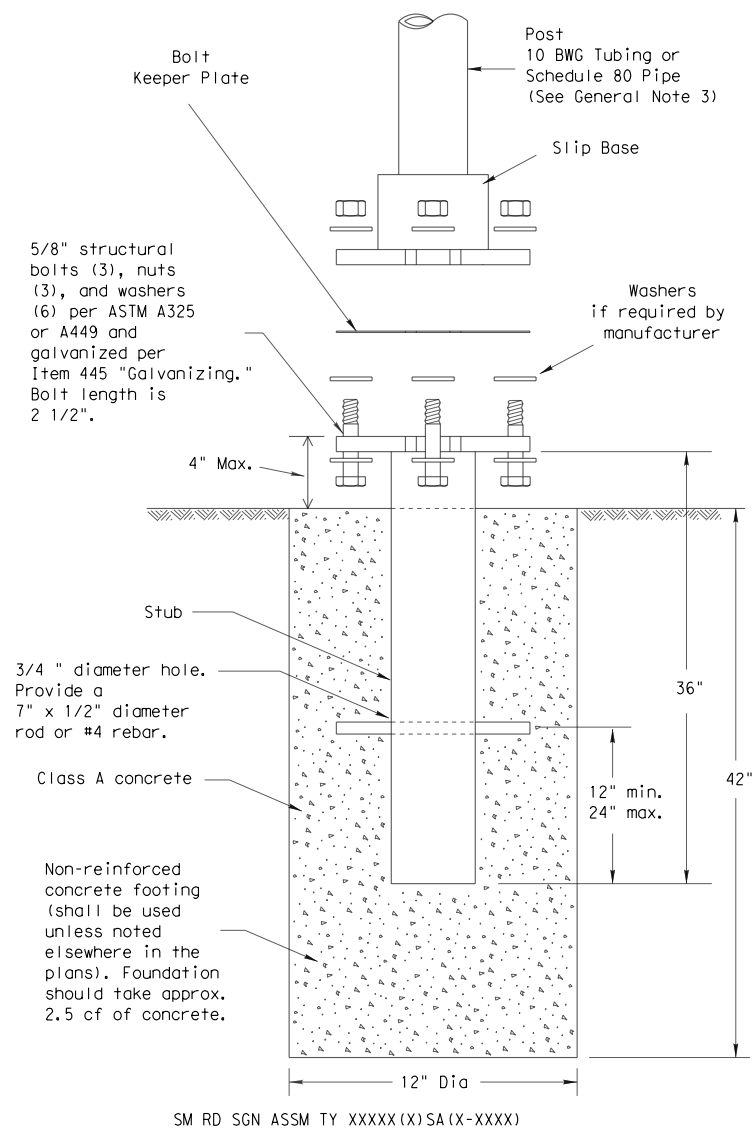 Post
10 BWG Tubing or
Schedule 80 Pipe
(See General Note 3)
Bolt
Keeper Plate
Slip Base
5/8" structural
bolts (3), nuts
(3), and washers
(6) per ASTM A325
or A449 and
galvanized per
Item 445 "Galvanizing."
Bolt length is
2 1/2".
Washers
if required by
manufacturer
4" Max.
Stub
3/4 " diameter hole.
Provide a
7" x 1/2" diameter
rod or #4 rebar.
36"
Class A concrete
12" min.
24" max.
42"
Non-reinforced
concrete footing
(shall be used
unless noted
elsewhere in the
plans). Foundation
should take approx.
2.5 cf of concrete.
12" Dia
SM RD SGN ASSM TY XXXXX(X)SA(X-XXXX)